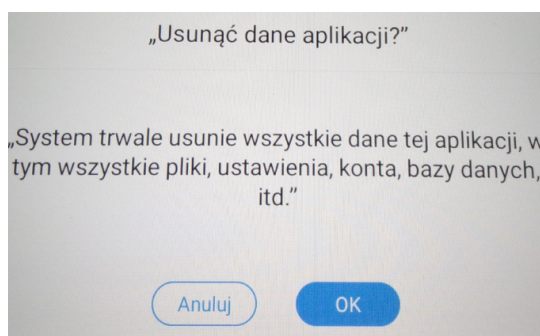 „Usunąć dane aplikacji?”
„System trwale usunie wszystkie dane tej aplikacji, w
tym wszystkie pliki, ustawienia, konta, bazy danych,
itd.”
Anuluj
OK